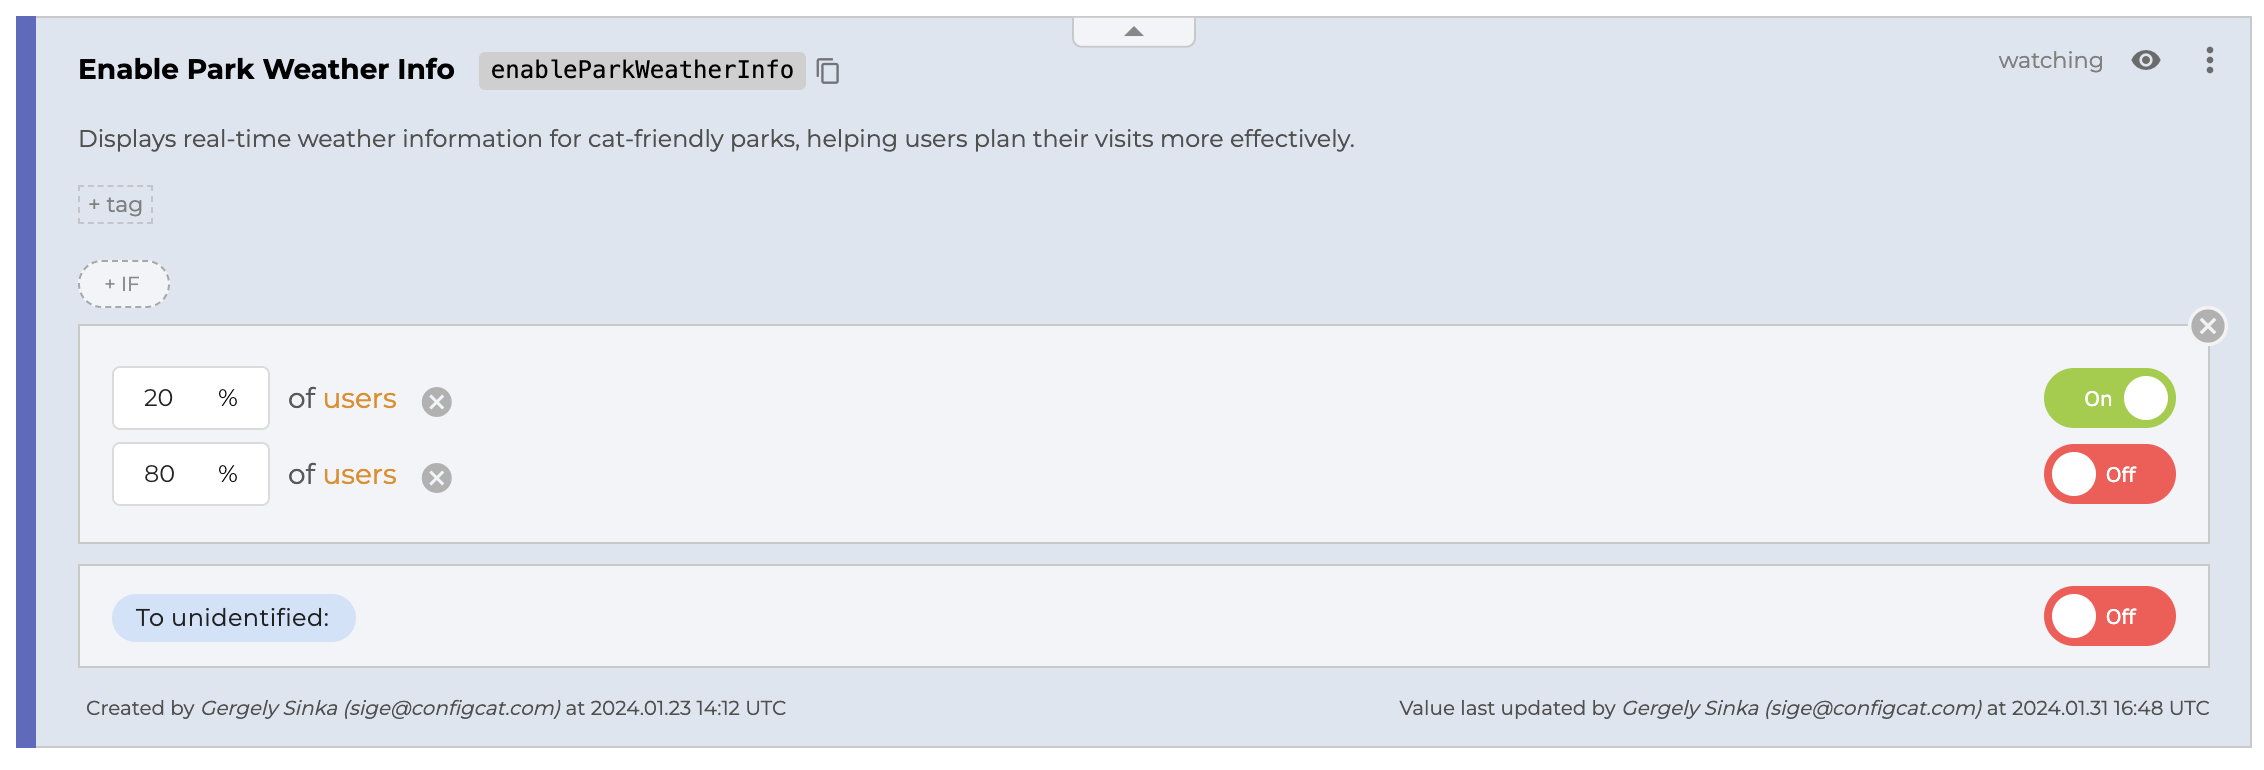 Enable Park Weather Info enableParkWeatherInfo watching
Displays real-time weather information for cat-friendly parks, helping users plan their visits more effectively.
+ tag
+ IF
20 % of users On
80 % of users Off
To unidentified: Off
Created by Gergely Sinka (sige@configcat.com) at 2024.01.23 14:12 UTC Value last updated by Gergely Sinka (sige@configcat.com) at 2024.01.31 16:48 UTC